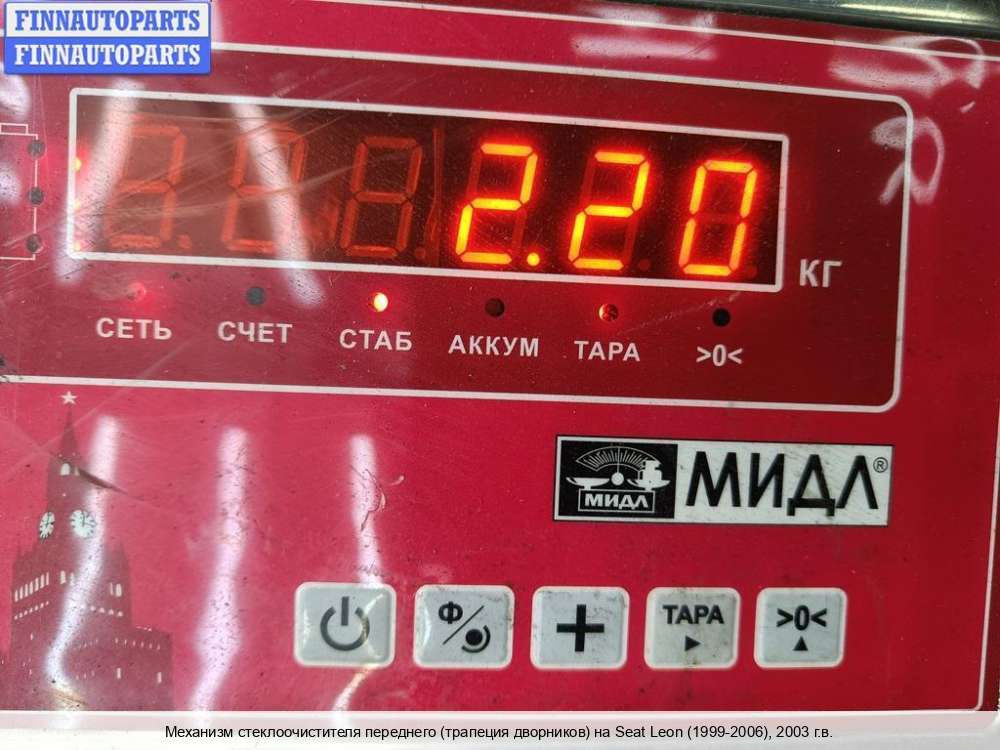 FINNAUTOPARTS
FINNAUTOPARTS
2.20
КГ
СЕТЬ СЧЕТ СТАБ АККУМ ТАРА >0<
МИДЛ МИДЛ®
Ф ТАРА >0<
Механизм стеклоочистителя переднего (трапеция дворников) на Seat Leon (1999-2006), 2003 г.в.